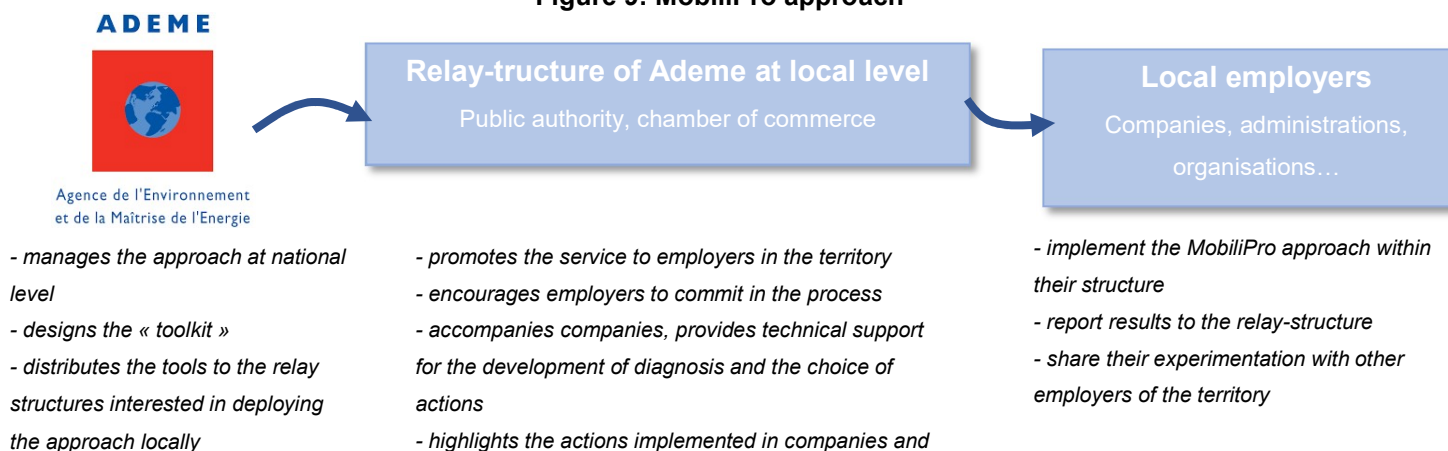 Figure 9: MobiliPro approach
ADEME
Agence de l'Environnement
et de la Maîtrise de l'Energie
Relay-tructure of Ademe at local level
Public authority, chamber of commerce
Local employers
Companies, administrations,
organisations…
- manages the approach at national
level
- designs the « toolkit »
- distributes the tools to the relay
structures interested in deploying
the approach locally
- promotes the service to employers in the territory
- encourages employers to commit in the process
- accompanies companies, provides technical support
for the development of diagnosis and the choice of
actions
- highlights the actions implemented in companies and
- implement the MobiliPro approach within
their structure
- report results to the relay-structure
- share their experimentation with other
employers of the territory